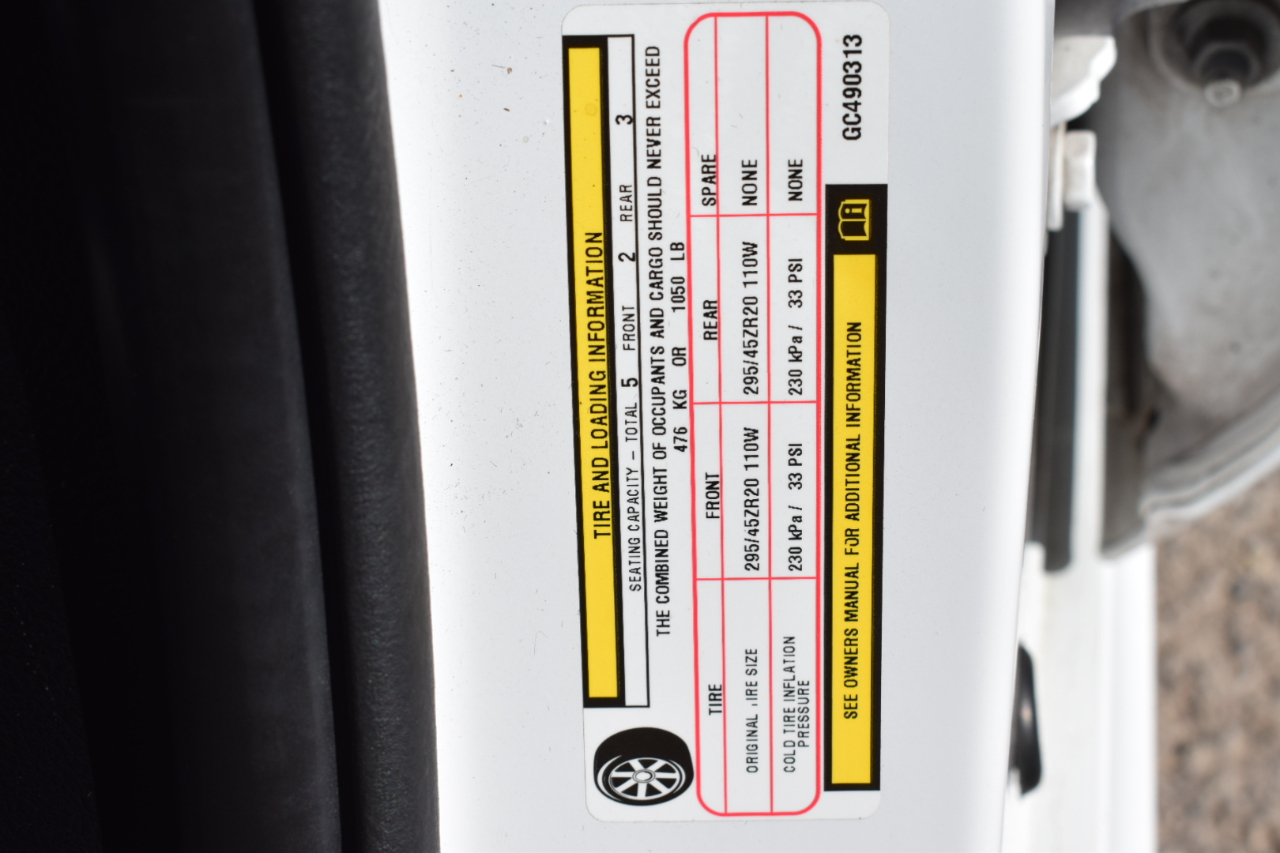 TIRE AND LOADING INFORMATION
SEATING CAPACITY – TOTAL 5 FRONT 2 REAR 3
THE COMBINED WEIGHT OF OCCUPANTS AND CARGO SHOULD NEVER EXCEED
476 KG OR 1050 LB
TIRE FRONT REAR SPARE
ORIGINAL TIRE SIZE 295/45ZR20 110W 295/45ZR20 110W NONE
COLD TIRE INFLATION PRESSURE 230 kPa / 33 PSI 230 kPa / 33 PSI NONE
SEE OWNERS MANUAL FOR ADDITIONAL INFORMATION
GC490313